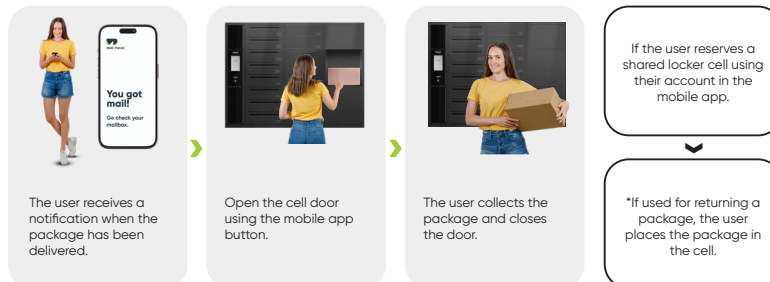 You got
mail!
Go check your
mailbox.
The user receives a
notification when the
package has been
delivered.
Open the cell door
using the mobile app
button.
The user collects the
package and closes
the door.
If the user reserves a
shared locker cell using
their account in the
mobile app.
*If used for returning a
package, the user
places the package in
the cell.